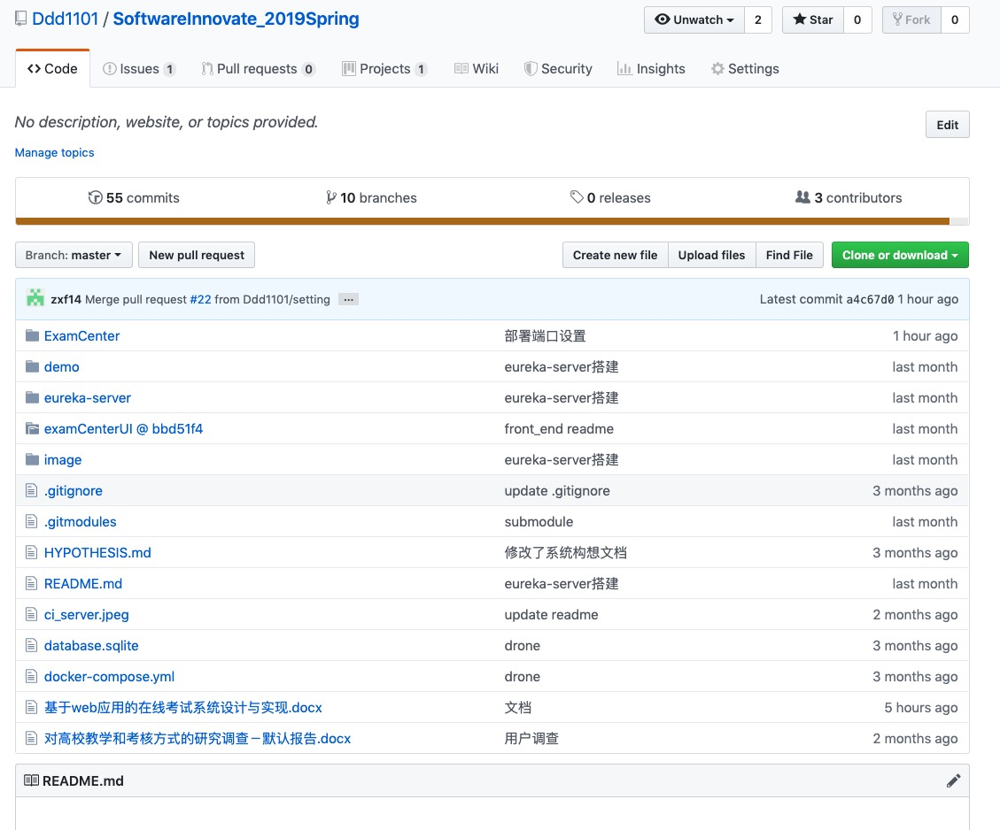 Ddd1101 / SoftwareInnovate_2019Spring Unwatch 2 Star 0 Fork 0
Code Issues 1 Pull requests 0 Projects 1 Wiki Security Insights Settings
No description, website, or topics provided. Edit
Manage topics
55 commits 10 branches 0 releases 3 contributors
Branch: master New pull request Create new file Upload files Find File Clone or download
zxf14 Merge pull request #22 from Ddd1101/setting ... Latest commit a4c67d0 1 hour ago
ExamCenter 部署端口设置 1 hour ago
demo eureka-server搭建 last month
eureka-server eureka-server搭建 last month
examCenterUI @ bbd51f4 front_end readme last month
image eureka-server搭建 last month
.gitignore update .gitignore 3 months ago
.gitmodules submodule last month
HYPOTHESIS.md 修改了系统构想文档 3 months ago
README.md eureka-server搭建 last month
ci_server.jpeg update readme 2 months ago
database.sqlite drone 3 months ago
docker-compose.yml drone 3 months ago
基于web应用的在线考试系统设计与实现.docx 文档 5 hours ago
对高校教学和考核方式的研究调查－默认报告.docx 用户调查 2 months ago
README.md